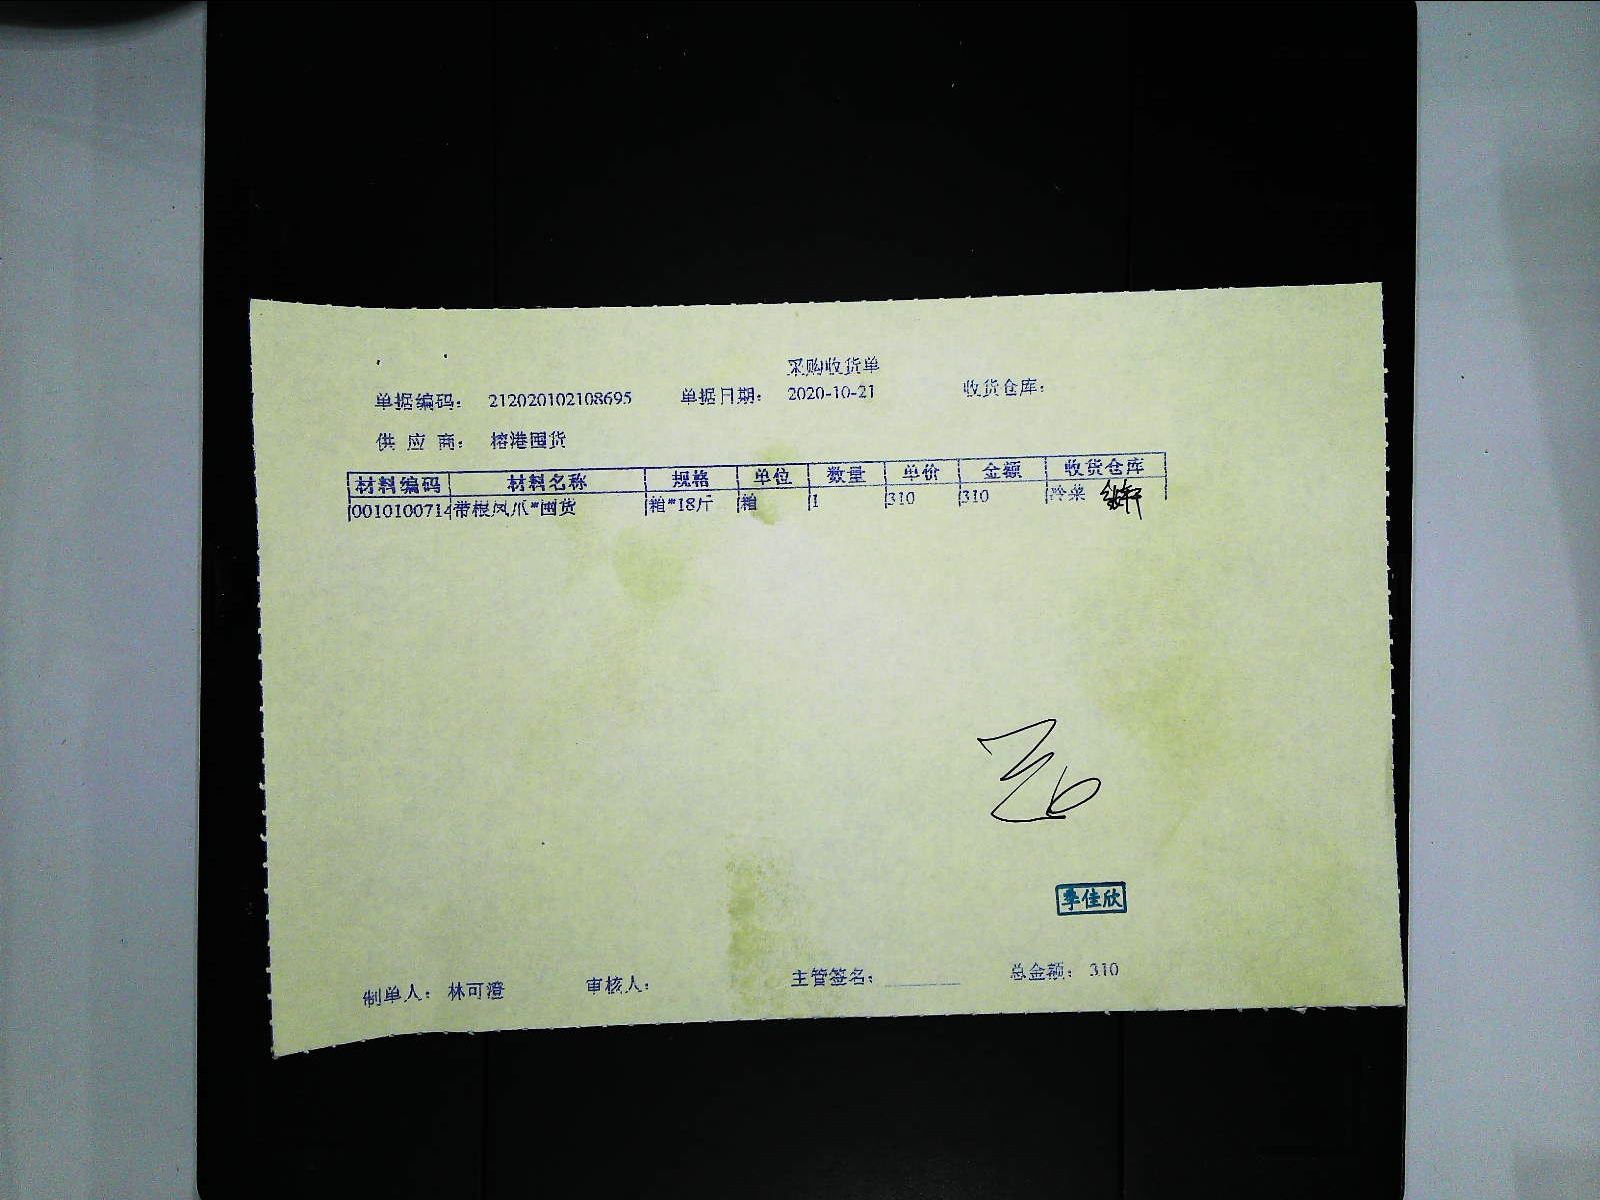 采购收货单
单据编码: 212020102108695 单据日期: 2020-10-21 收货仓库:
供 应 商: 榕港囤货
材料编码 材料名称 规格 单位 数量 单价 金额 收货仓库
0010100714 带根凤爪*囤货 箱*18斤 箱 1 310 310 冷菜
李佳欣
制单人: 林可澄 审核人: 主管签名: 总金额: 310